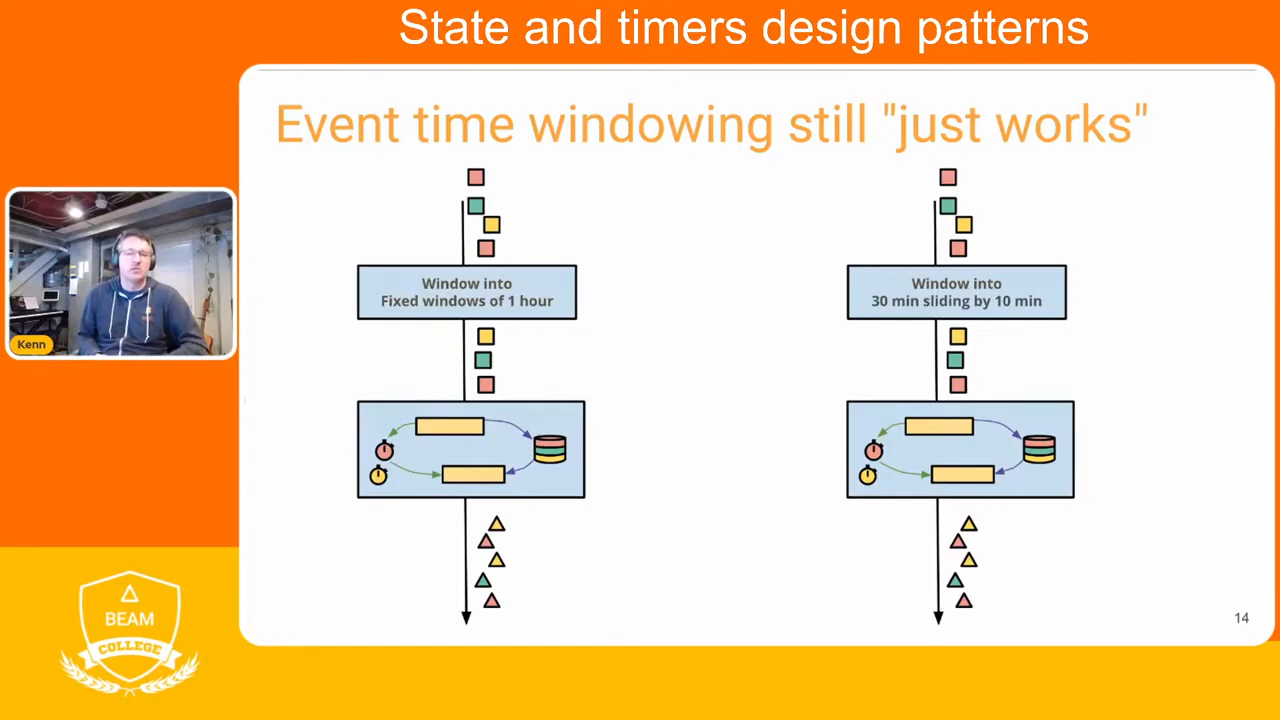 State and timers design patterns
Event time windowing still "just works"
Window into
Fixed windows of 1 hour
Window into
30 min sliding by 10 min
Kenn
BEAM
COLLEGE
14